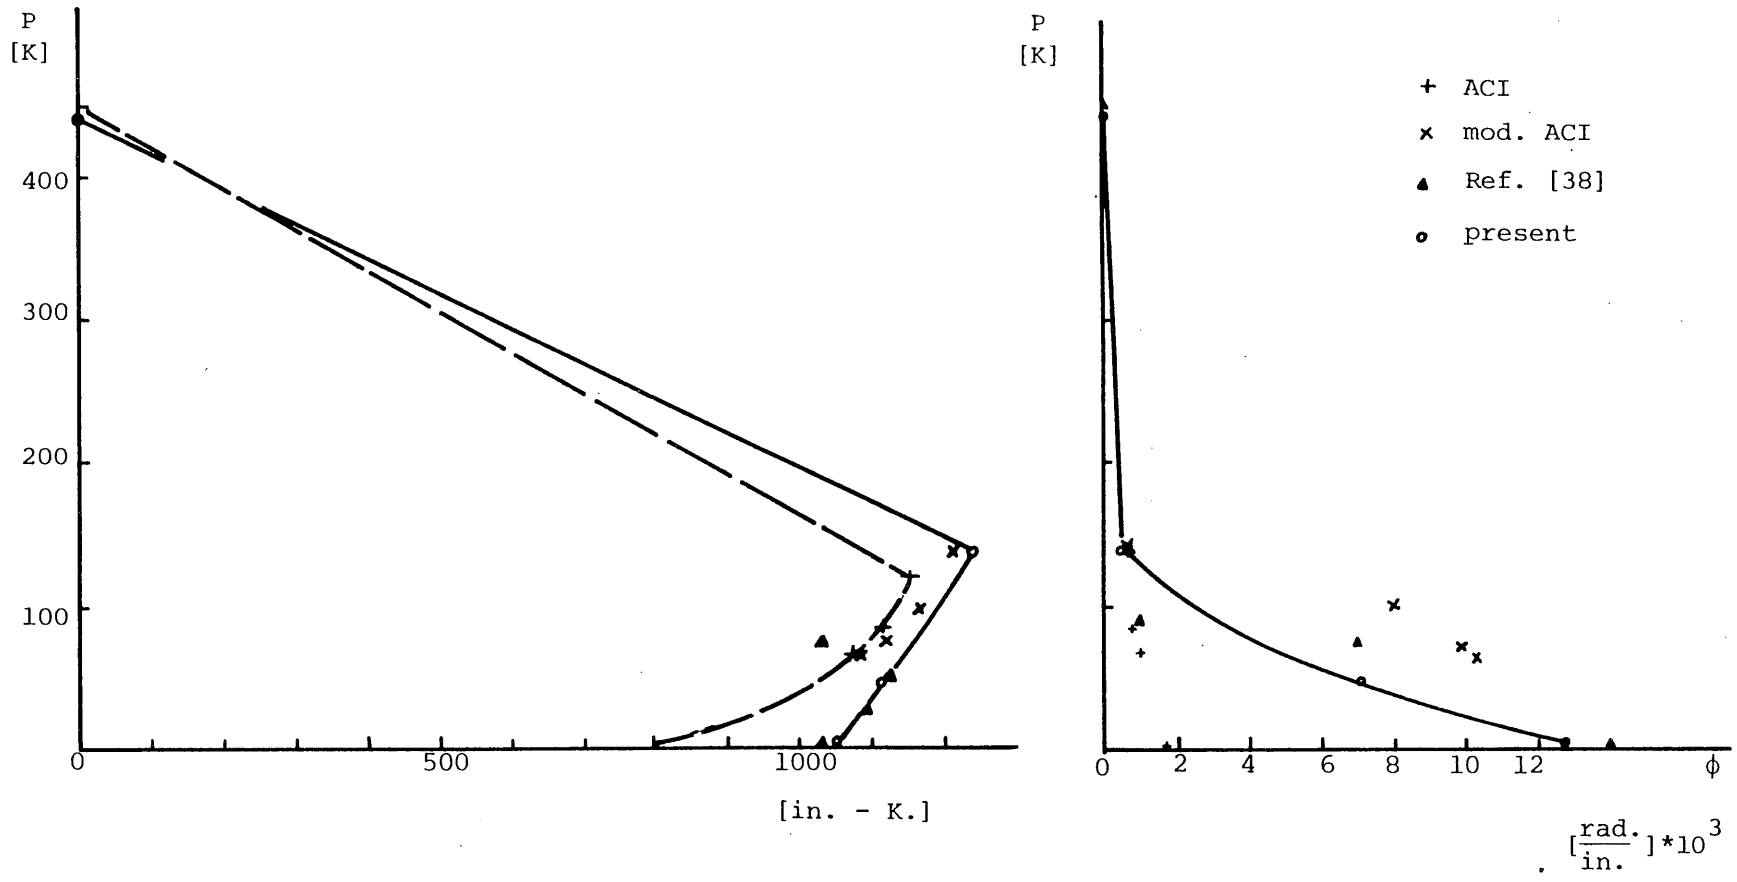 P
[K]
400
300
200
100
0
500
1000
[in. - K.]
P
[K]
+ ACI
x mod. ACI
▲ Ref. [38]
o present
0
2
4
6
8
10
12
ϕ
[rad./in.]*10³